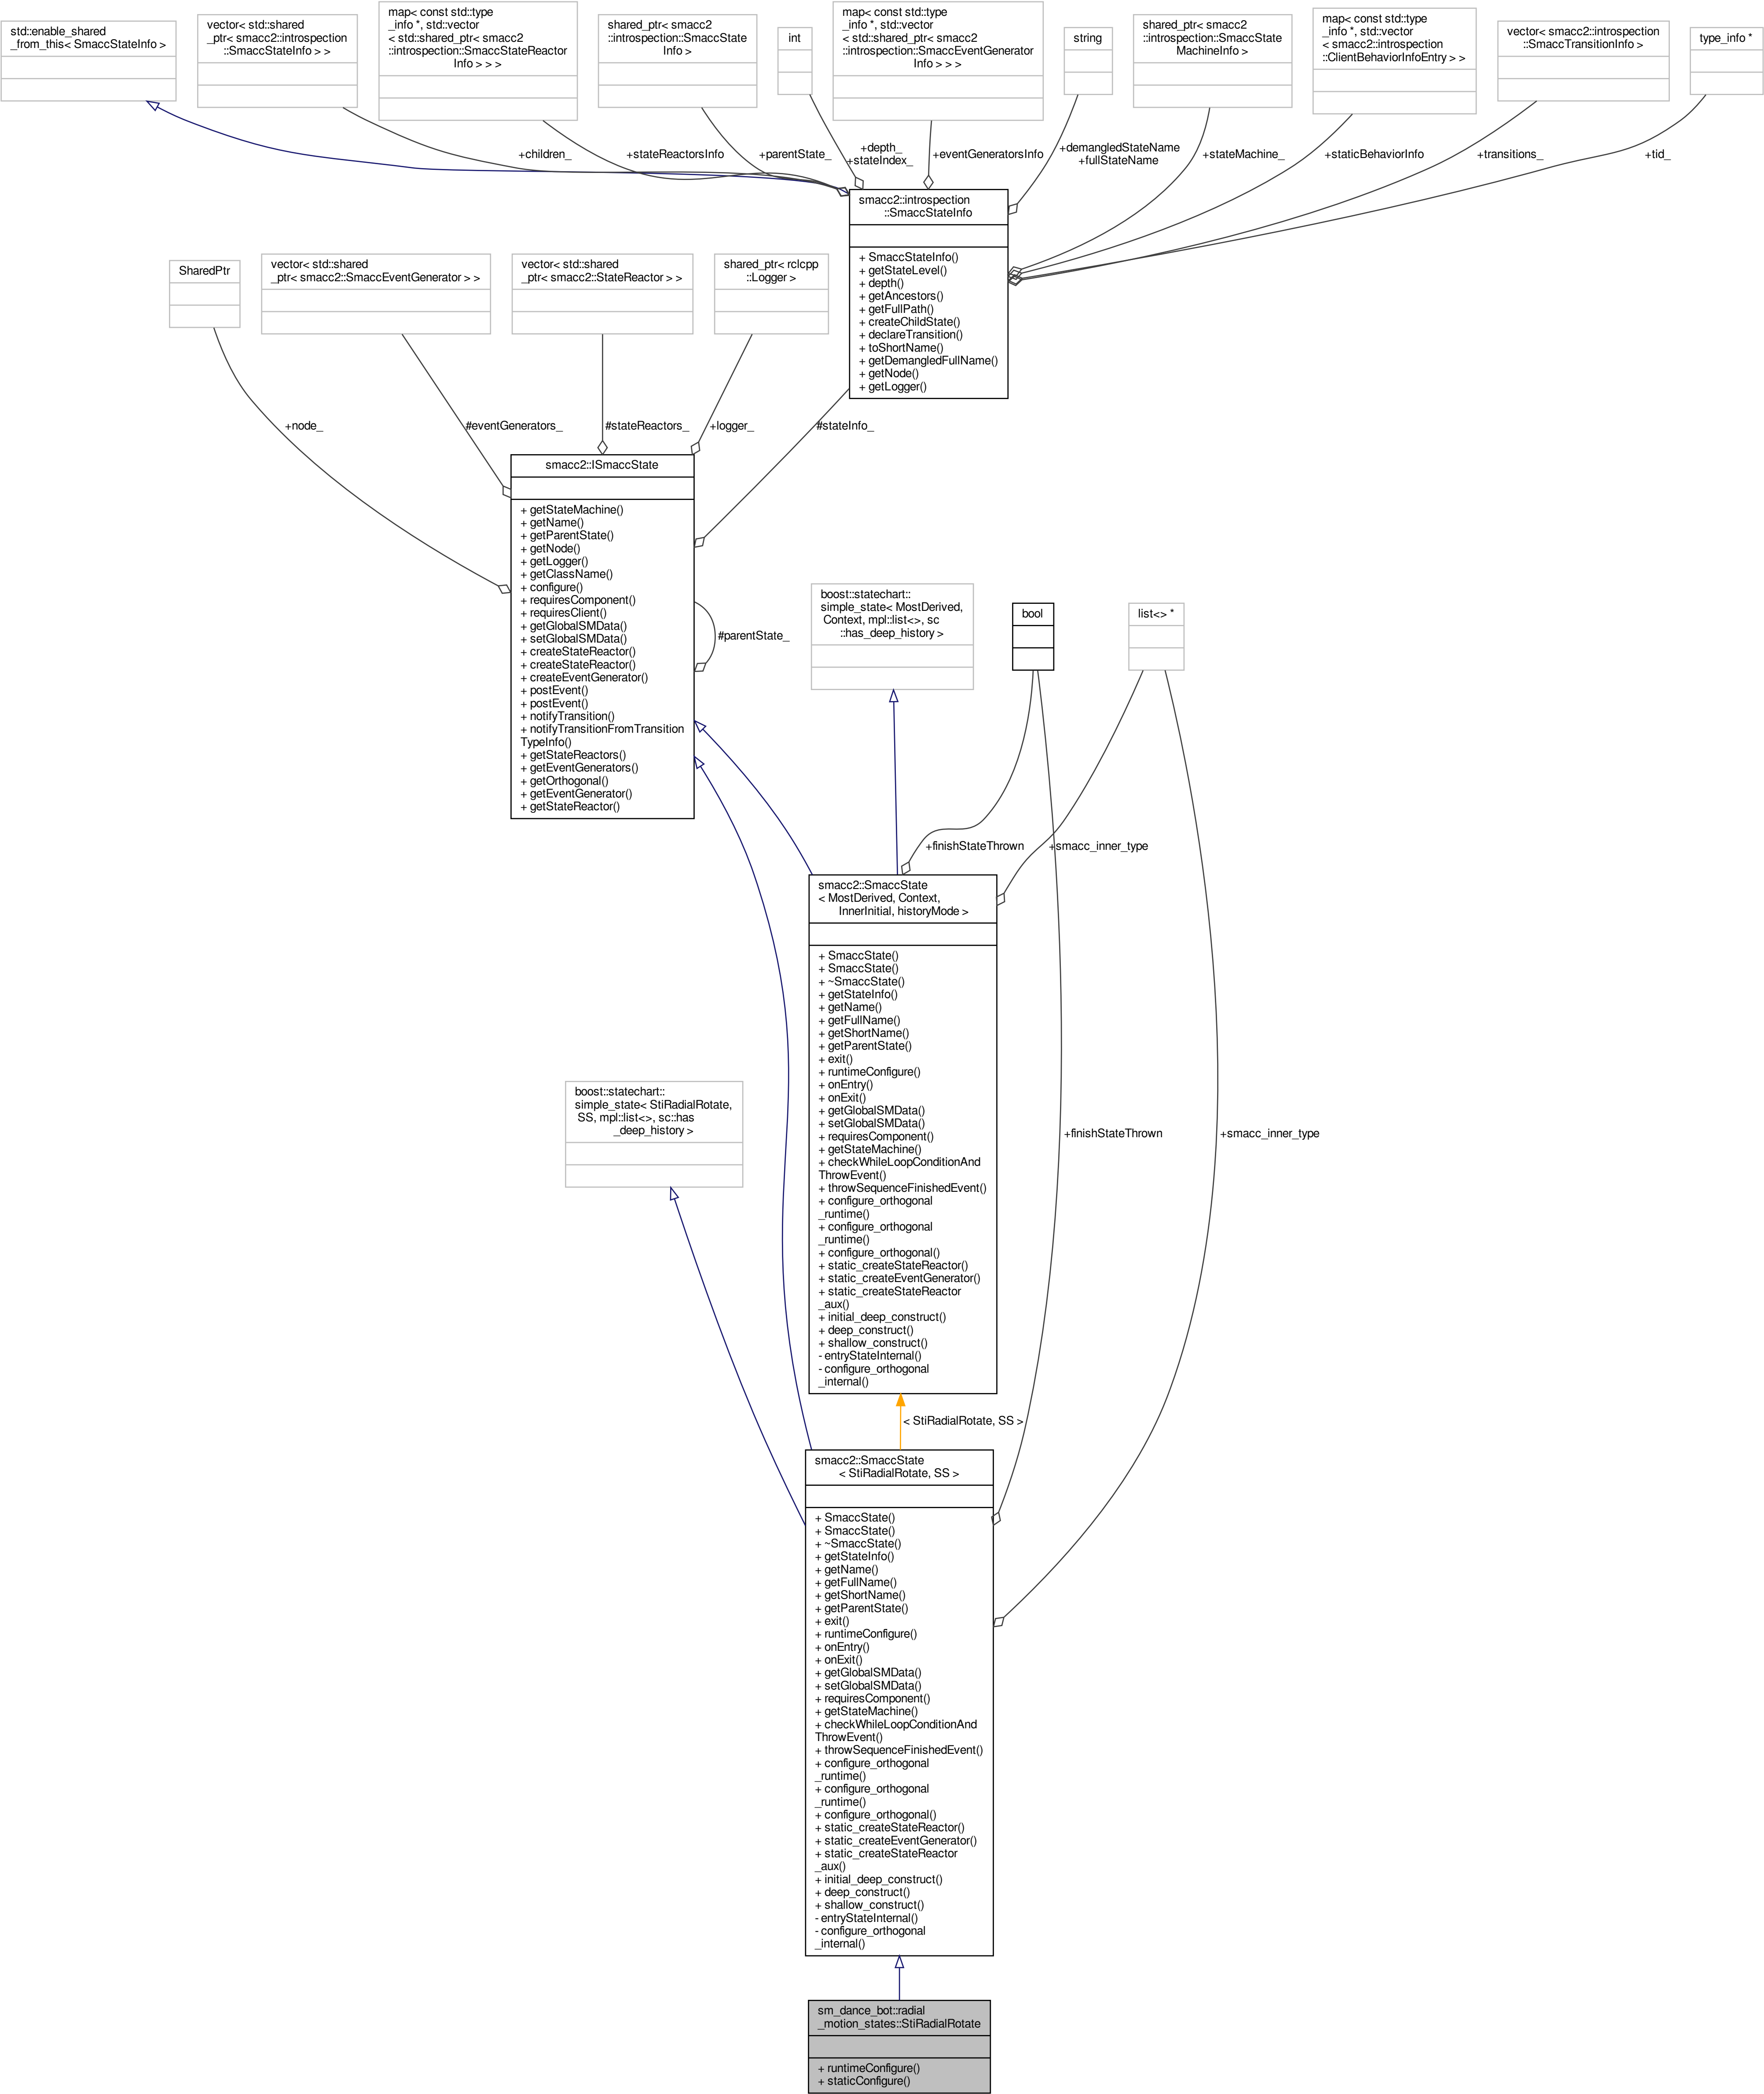 std::enable_shared
_from_this< SmaccStateInfo >
vector< std::shared
_ptr< smacc2::introspection
::SmaccStateInfo > >
map< const std::type
_info *, std::vector
< std::shared_ptr< smacc2
::introspection::SmaccStateReactor
Info > > >
shared_ptr< smacc2
::introspection::SmaccState
Info >
int
map< const std::type
_info *, std::vector
< std::shared_ptr< smacc2
::introspection::SmaccEventGenerator
Info > > >
string
shared_ptr< smacc2
::introspection::SmaccState
MachineInfo >
map< const std::type
_info *, std::vector
< smacc2::introspection
::ClientBehaviorInfoEntry > >
vector< smacc2::introspection
::SmaccTransitionInfo >
type_info *
+children_
+stateReactorsInfo
+parentState_
+depth_
+stateIndex_
+eventGeneratorsInfo
+demangledStateName
+fullStateName
+stateMachine_
+staticBehaviorInfo
+transitions_
+tid_
smacc2::introspection
::SmaccStateInfo
+ SmaccStateInfo()
+ getStateLevel()
+ depth()
+ getAncestors()
+ getFullPath()
+ createChildState()
+ declareTransition()
+ toShortName()
+ getDemangledFullName()
+ getNode()
+ getLogger()
SharedPtr
vector< std::shared
_ptr< smacc2::SmaccEventGenerator > >
vector< std::shared
_ptr< smacc2::StateReactor > >
shared_ptr< rclcpp
::Logger >
+node_
#eventGenerators_
#stateReactors_
+logger_
#stateInfo_
smacc2::ISmaccState
+ getStateMachine()
+ getName()
+ getParentState()
+ getNode()
+ getLogger()
+ getClassName()
+ configure()
+ requiresComponent()
+ requiresClient()
+ getGlobalSMData()
+ setGlobalSMData()
+ createStateReactor()
+ createStateReactor()
+ createEventGenerator()
+ postEvent()
+ postEvent()
+ notifyTransition()
+ notifyTransitionFromTransition
TypeInfo()
+ getStateReactors()
+ getEventGenerators()
+ getOrthogonal()
+ getEventGenerator()
+ getStateReactor()
#parentState_
boost::statechart::
simple_state< MostDerived,
Context, mpl::list<>, sc
::has_deep_history >
bool
list<> *
+finishStateThrown
+smacc_inner_type
smacc2::SmaccState
< MostDerived, Context,
InnerInitial, historyMode >
+ SmaccState()
+ SmaccState()
+ ~SmaccState()
+ getStateInfo()
+ getName()
+ getFullName()
+ getShortName()
+ getParentState()
+ exit()
+ runtimeConfigure()
+ onEntry()
+ onExit()
+ getGlobalSMData()
+ setGlobalSMData()
+ requiresComponent()
+ getStateMachine()
+ checkWhileLoopConditionAnd
ThrowEvent()
+ throwSequenceFinishedEvent()
+ configure_orthogonal
_runtime()
+ configure_orthogonal
_runtime()
+ configure_orthogonal()
+ static_createStateReactor()
+ static_createEventGenerator()
+ static_createStateReactor
_aux()
+ initial_deep_construct()
+ deep_construct()
+ shallow_construct()
- entryStateInternal()
- configure_orthogonal
_internal()
boost::statechart::
simple_state< StiRadialRotate,
SS, mpl::list<>, sc::has
_deep_history >
+finishStateThrown
+smacc_inner_type
< StiRadialRotate, SS >
smacc2::SmaccState
< StiRadialRotate, SS >
+ SmaccState()
+ SmaccState()
+ ~SmaccState()
+ getStateInfo()
+ getName()
+ getFullName()
+ getShortName()
+ getParentState()
+ exit()
+ runtimeConfigure()
+ onEntry()
+ onExit()
+ getGlobalSMData()
+ setGlobalSMData()
+ requiresComponent()
+ getStateMachine()
+ checkWhileLoopConditionAnd
ThrowEvent()
+ throwSequenceFinishedEvent()
+ configure_orthogonal
_runtime()
+ configure_orthogonal
_runtime()
+ configure_orthogonal()
+ static_createStateReactor()
+ static_createEventGenerator()
+ static_createStateReactor
_aux()
+ initial_deep_construct()
+ deep_construct()
+ shallow_construct()
- entryStateInternal()
- configure_orthogonal
_internal()
sm_dance_bot::radial
_motion_states::StiRadialRotate
+ runtimeConfigure()
+ staticConfigure()